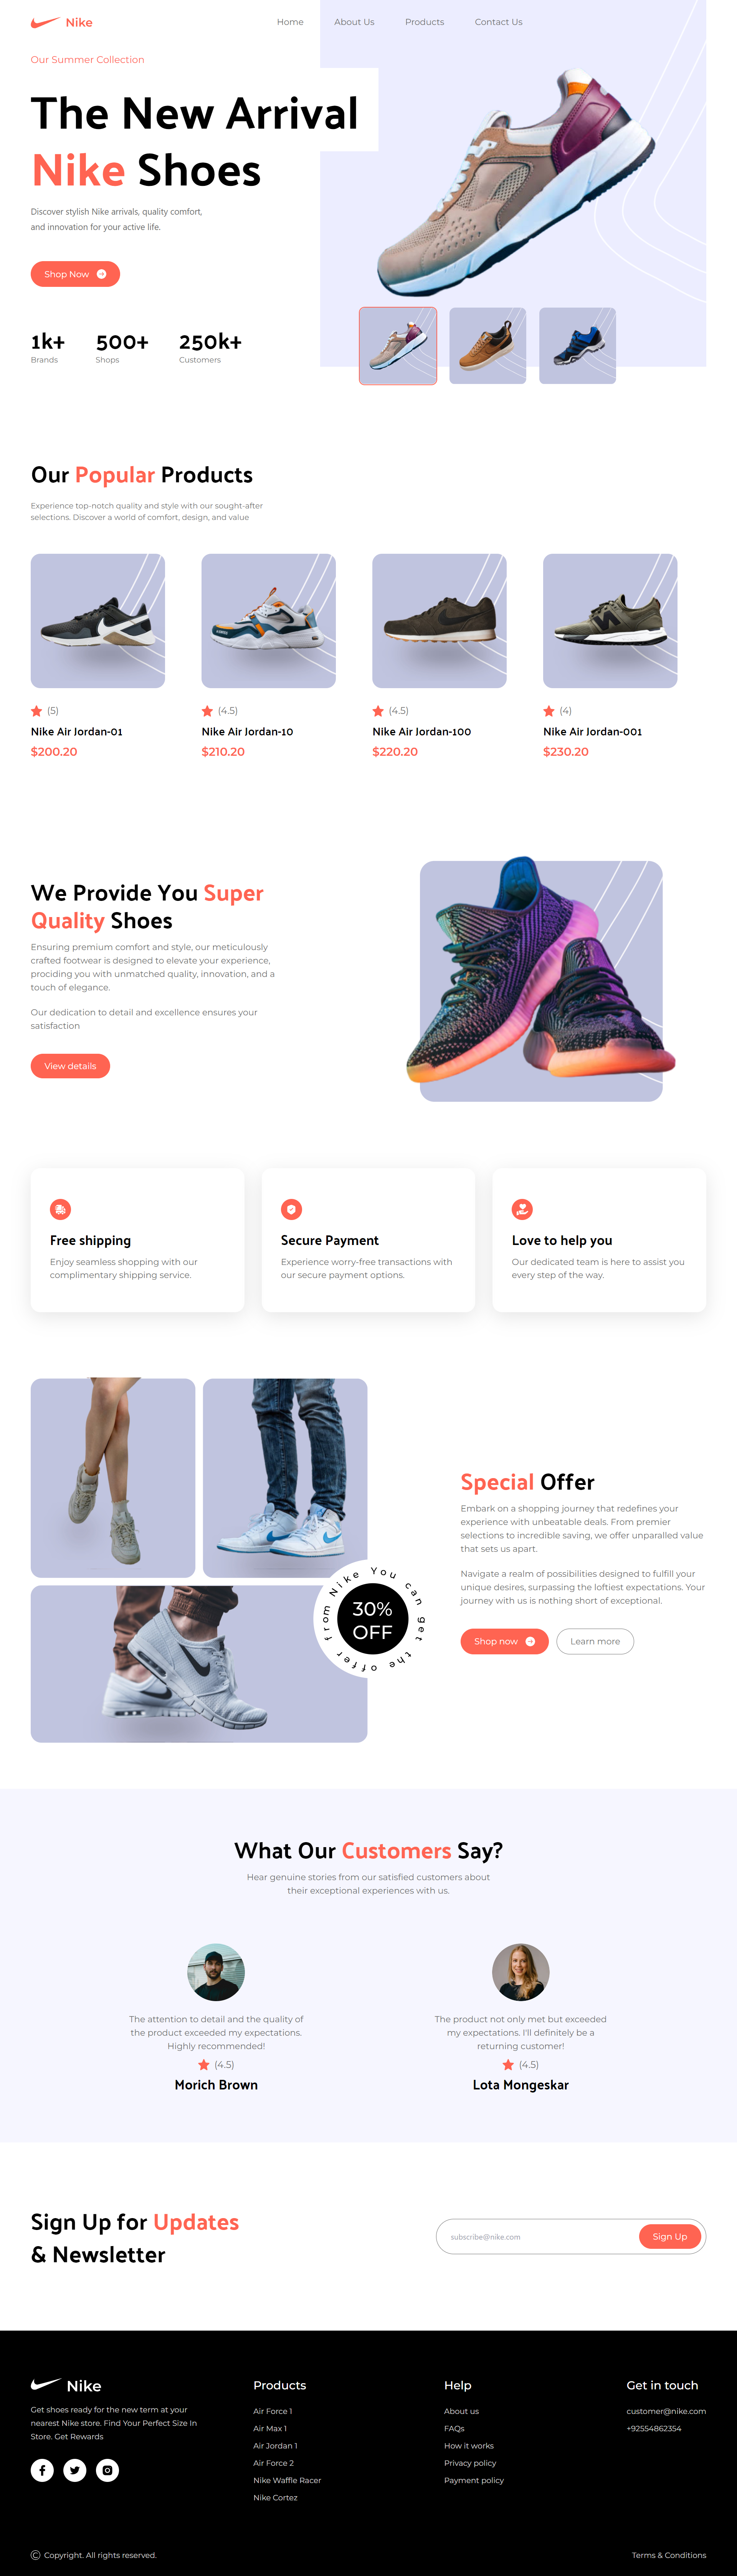 Nike
Home
About Us
Products
Contact Us
Our Summer Collection
The New Arrival
Nike Shoes
Discover stylish Nike arrivals, quality comfort,
and innovation for your active life.
Shop Now
1k+
Brands
500+
Shops
250k+
Customers
Our Popular Products
Experience top-notch quality and style with our sought-after
selections. Discover a world of comfort, design, and value
(5)
Nike Air Jordan-01
$200.20
(4.5)
Nike Air Jordan-10
$210.20
(4.5)
Nike Air Jordan-100
$220.20
(4)
Nike Air Jordan-001
$230.20
We Provide You Super
Quality Shoes
Ensuring premium comfort and style, our meticulously
crafted footwear is designed to elevate your experience,
prociding you with unmatched quality, innovation, and a
touch of elegance.
Our dedication to detail and excellence ensures your
satisfaction
View details
Free shipping
Enjoy seamless shopping with our
complimentary shipping service.
Secure Payment
Experience worry-free transactions with
our secure payment options.
Love to help you
Our dedicated team is here to assist you
every step of the way.
from Nike You can get the offer
30%
OFF
Special Offer
Embark on a shopping journey that redefines your
experience with unbeatable deals. From premier
selections to incredible saving, we offer unparalled value
that sets us apart.
Navigate a realm of possibilities designed to fulfill your
unique desires, surpassing the loftiest expectations. Your
journey with us is nothing short of exceptional.
Shop now
Learn more
What Our Customers Say?
Hear genuine stories from our satisfied customers about
their exceptional experiences with us.
The attention to detail and the quality of
the product exceeded my expectations.
Highly recommended!
(4.5)
Morich Brown
The product not only met but exceeded
my expectations. I'll definitely be a
returning customer!
(4.5)
Lota Mongeskar
Sign Up for Updates
& Newsletter
subscribe@nike.com
Sign Up
Nike
Get shoes ready for the new term at your
nearest Nike store. Find Your Perfect Size In
Store. Get Rewards
Products
Air Force 1
Air Max 1
Air Jordan 1
Air Force 2
Nike Waffle Racer
Nike Cortez
Help
About us
FAQs
How it works
Privacy policy
Payment policy
Get in touch
customer@nike.com
+92554862354
© Copyright. All rights reserved.
Terms & Conditions